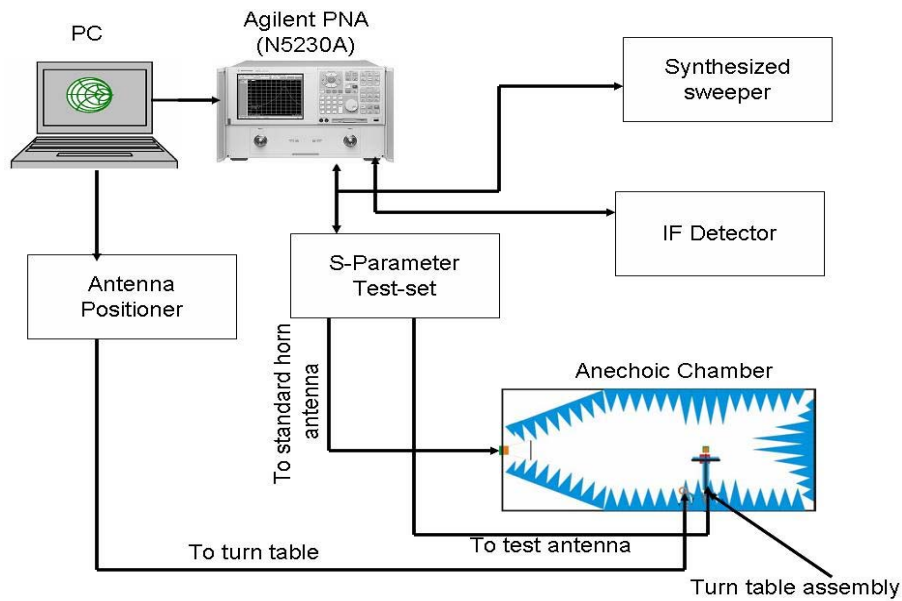 PC
Agilent PNA
(N5230A)
Synthesized
sweeper
IF Detector
S-Parameter
Test-set
Antenna
Positioner
To standard horn
antenna
Anechoic Chamber
To turn table
To test antenna
Turn table assembly